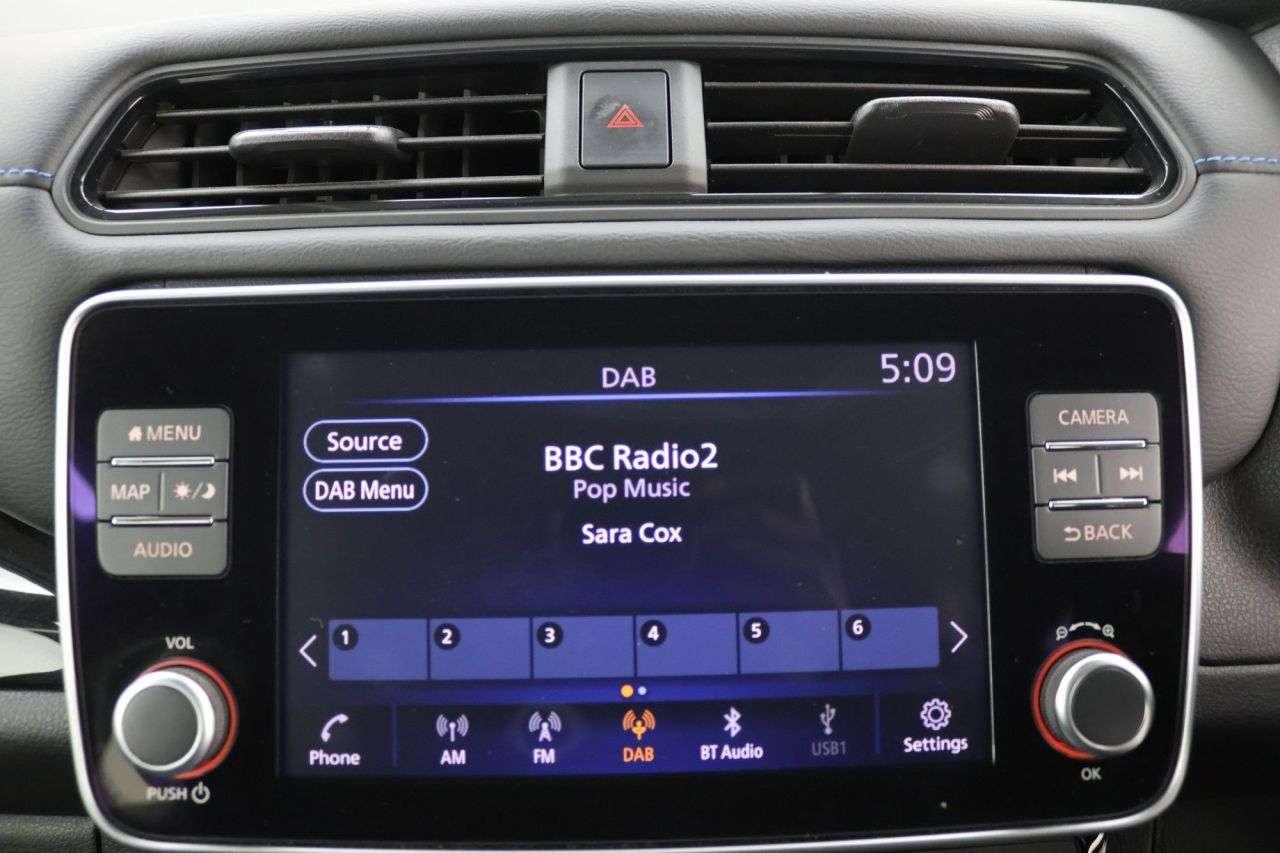 DAB
5:09
MENU
MAP
AUDIO
VOL
PUSH
Source
DAB Menu
BBC Radio2
Pop Music
Sara Cox
1 2 3 4 5 6
Phone
AM
FM
DAB
BT Audio
USB1
Settings
CAMERA
BACK
OK